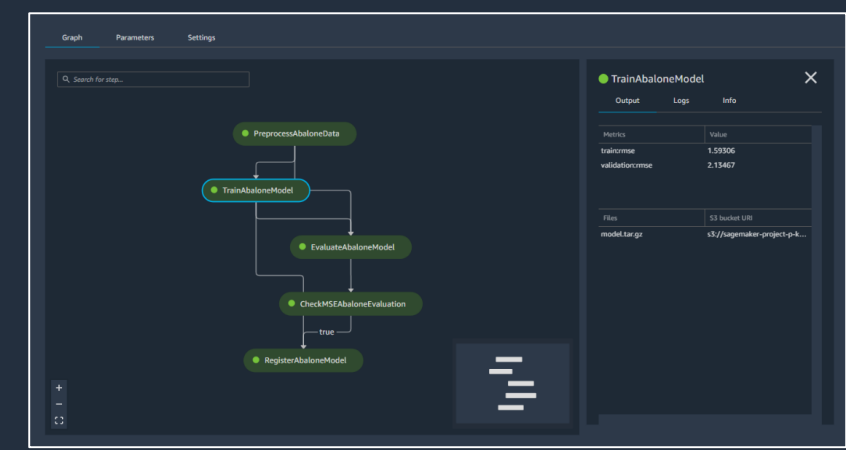 Graph Parameters Settings
Search for step...
PreprocessAbaloneData
TrainAbaloneModel
EvaluateAbaloneModel
CheckMSEAbaloneEvaluation
true
RegisterAbaloneModel
TrainAbaloneModel
Output Logs Info
Metrics Value
train:rmse 1.59306
validation:rmse 2.13467
Files S3 bucket URI
model.tar.gz s3://sagemaker-project-p-k...